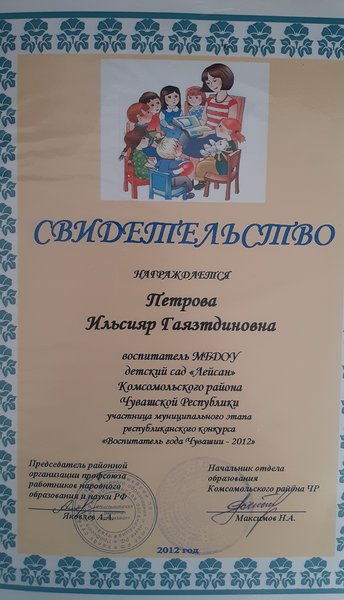 СВИДЕТЕЛЬСТВО
НАГРАЖДАЕТСЯ
Петрова
Ильсияр Гаязтдиновна
воспитатель МБДОУ
детский сад «Лейсан»
Комсомольского района
Чувашской Республики
участница муниципального этапа
республиканского конкурса
«Воспитатель года Чувашии - 2012»
Председатель районной
организации профсоюза
работников народного
образования и науки РФ
Яковлев А.А.
Начальник отдела
образования
Комсомольского района ЧР
Максимов Н.А.
2012 год